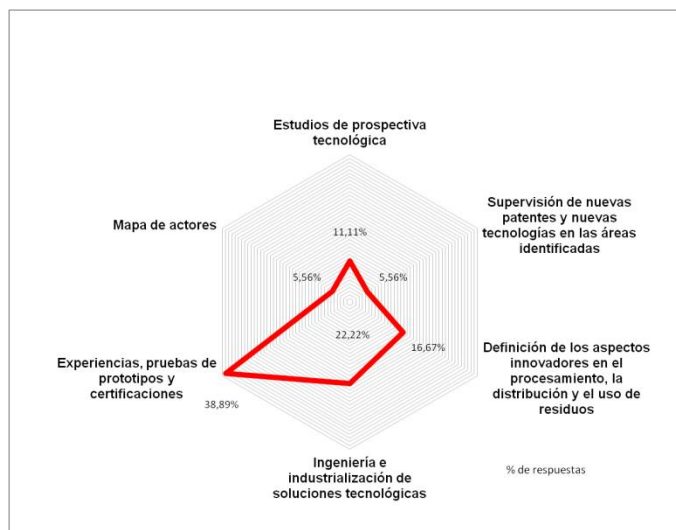 Estudios de prospectiva
tecnológica
Supervisión de nuevas
patentes y nuevas
tecnologías en las áreas
identificadas
Mapa de actores
11,11%
5,56%
5,56%
22,22%
16,67%
Definición de los aspectos
innovadores en el
procesamiento, la
distribución y el uso de
residuos
Experiencias, pruebas de
prototipos y
certificaciones
38,89%
Ingeniería e
industrialización de
soluciones tecnológicas
% de respuestas